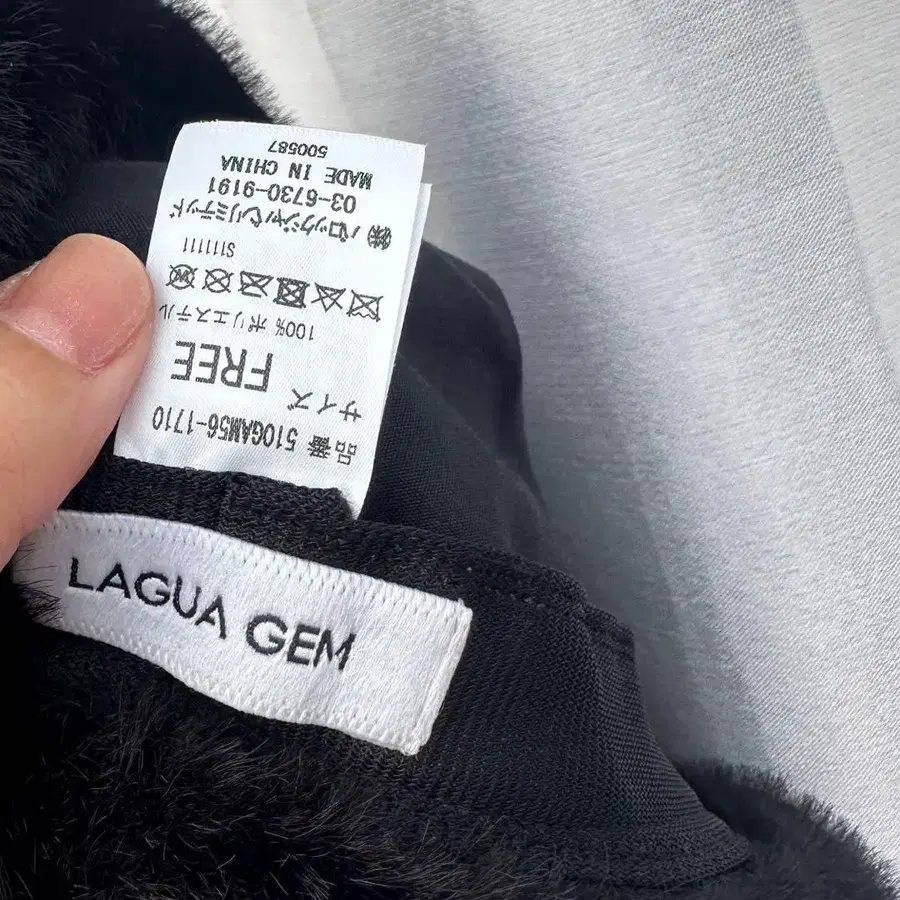 品番 510GAM56-1710
サイズ
FREE
100% ポリエステル
S111111
㈱バロックジャパンリミテッド
03-6730-9191
MADE IN CHINA
500587
LAGUA GEM